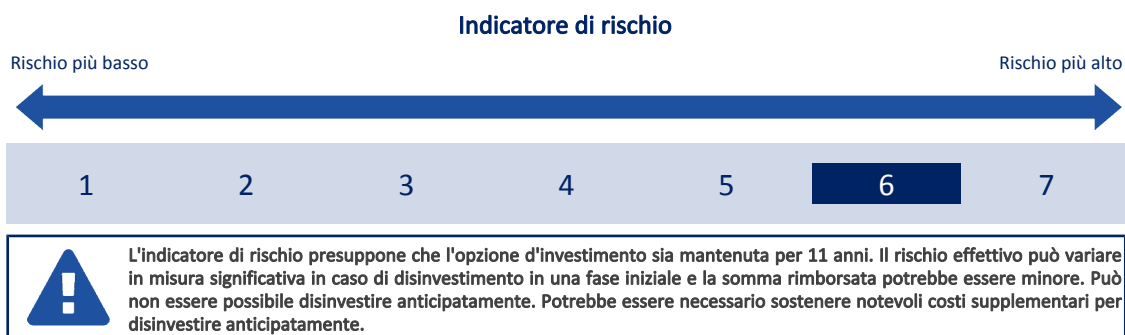 Indicatore di rischio
Rischio più basso
Rischio più alto
1 2 3 4 5 6 7
L'indicatore di rischio presuppone che l'opzione d'investimento sia mantenuta per 11 anni. Il rischio effettivo può variare
in misura significativa in caso di disinvestimento in una fase iniziale e la somma rimborsata potrebbe essere minore. Può
non essere possibile disinvestire anticipatamente. Potrebbe essere necessario sostenere notevoli costi supplementari per
disinvestire anticipatamente.